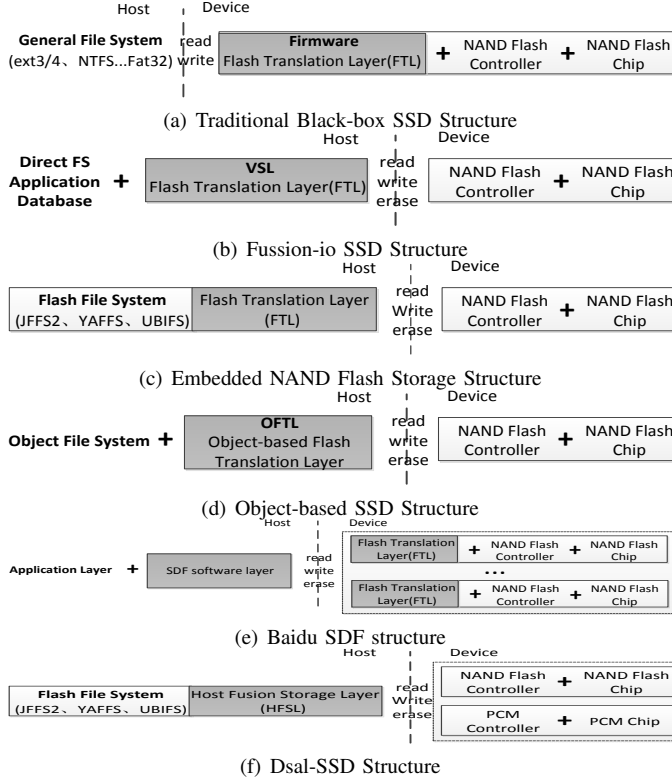 Host Device
General File System
(ext3/4、NTFS...Fat32)
read
write
Firmware
Flash Translation Layer(FTL)
+ NAND Flash Controller + NAND Flash Chip
(a) Traditional Black-box SSD Structure
Host Device
Direct FS
Application
Database
+
VSL
Flash Translation Layer(FTL)
read
write
erase
NAND Flash Controller + NAND Flash Chip
(b) Fussion-io SSD Structure
Host Device
Flash File System
(JFFS2、YAFFS、UBIFS)
Flash Translation Layer
(FTL)
read
Write
erase
NAND Flash Controller + NAND Flash Chip
(c) Embedded NAND Flash Storage Structure
Host Device
Object File System +
OFTL
Object-based Flash
Translation Layer
read
write
erase
NAND Flash Controller + NAND Flash Chip
(d) Object-based SSD Structure
Host Device
Application Layer + SDF software layer
read
write
erase
Flash Translation Layer(FTL) + NAND Flash Controller + NAND Flash Chip
...
Flash Translation Layer(FTL) + NAND Flash Controller + NAND Flash Chip
(e) Baidu SDF structure
Host Device
Flash File System
(JFFS2、YAFFS、UBIFS)
Host Fusion Storage Layer
(HFSL)
read
Write
erase
NAND Flash Controller + NAND Flash Chip
PCM Controller + PCM Chip
(f) Dsal-SSD Structure